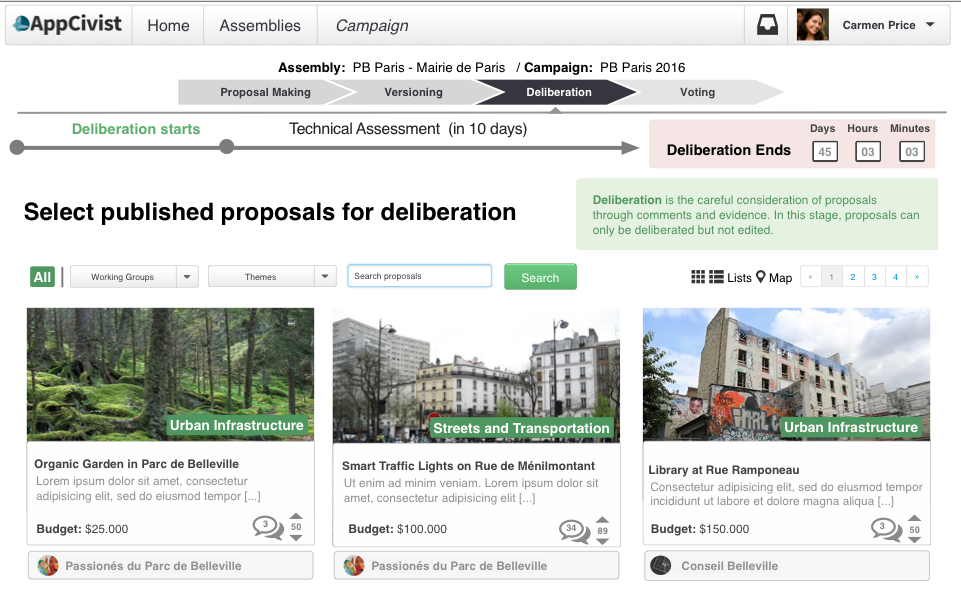 AppCivist Home Assemblies Campaign Carmen Price
Assembly: PB Paris - Mairie de Paris / Campaign: PB Paris 2016
Proposal Making Versioning Deliberation Voting
Deliberation starts Technical Assessment (in 10 days)
Days Hours Minutes
Deliberation Ends 45 03 03
Select published proposals for deliberation
Deliberation is the careful consideration of proposals
through comments and evidence. In this stage, proposals can
only be deliberated but not edited.
All Working Groups Themes Search proposals Search Lists Map « 1 2 3 4 »
Urban Infrastructure
Organic Garden in Parc de Belleville
Lorem ipsum dolor sit amet, consectetur
adipisicing elit, sed do eiusmod tempor [...]
Budget: $25.000 3 50
Passionés du Parc de Belleville
Streets and Transportation
Smart Traffic Lights on Rue de Ménilmontant
Ut enim ad minim veniam. Lorem ipsum dolor sit
amet, consectetur adipisicing elit [...]
Budget: $100.000 34 89
Passionés du Parc de Belleville
Urban Infrastructure
Library at Rue Ramponeau
Consectetur adipisicing elit, sed do eiusmod tempor
incididunt ut labore et dolore magna aliqua [...]
Budget: $150.000 3 50
Conseil Belleville